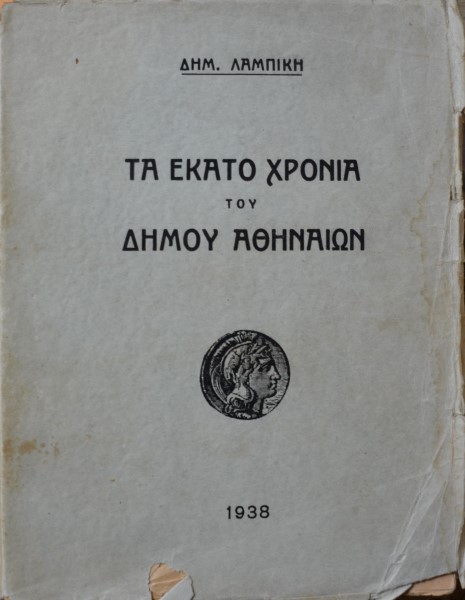 ΔΗΜ. ΛΑΜΠΙΚΗ
ΤΑ ΕΚΑΤΟ ΧΡΟΝΙΑ
ΤΟΥ
ΔΗΜΟΥ ΑΘΗΝΑΙΩΝ
1938